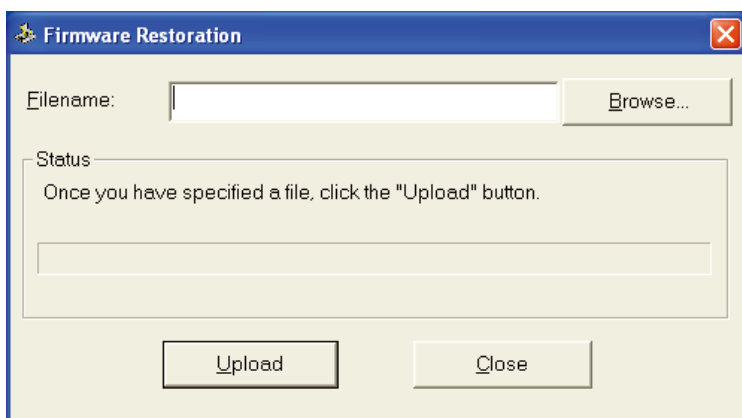 Firmware Restoration
Filename:
Browse...
Status
Once you have specified a file, click the "Upload" button.
Upload
Close